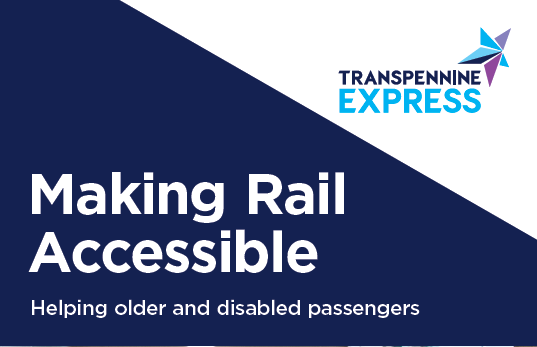 TRANSPENNINE
EXPRESS
Making Rail
Accessible
Helping older and disabled passengers